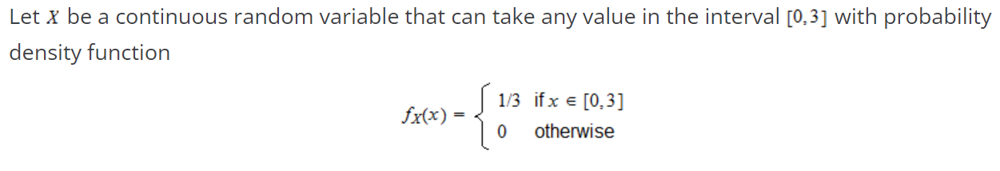 Let X be a continuous random variable that can take any value in the interval [0,3] with probability
density function
fX(x) = { 1/3 if x ∈ [0,3]
0 otherwise